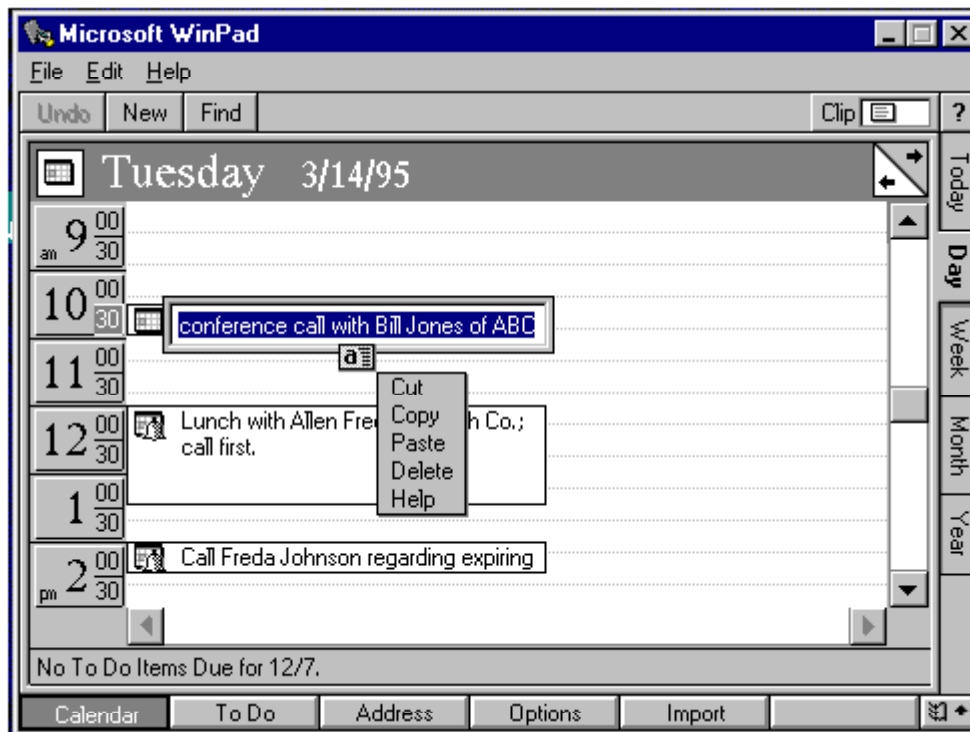 Microsoft WinPad
File Edit Help
Undo New Find Clip ?
Tuesday 3/14/95
Today
Day
Week
Month
Year
am 9 00
30
10 00
30 conference call with Bill Jones of ABC
a
11 00
30
Cut
Copy
Paste
Delete
Help
12 00 Lunch with Allen Fre h Co.;
30 call first.
1 00
30
pm 2 00 Call Freda Johnson regarding expiring
30
No To Do Items Due for 12/7.
Calendar To Do Address Options Import